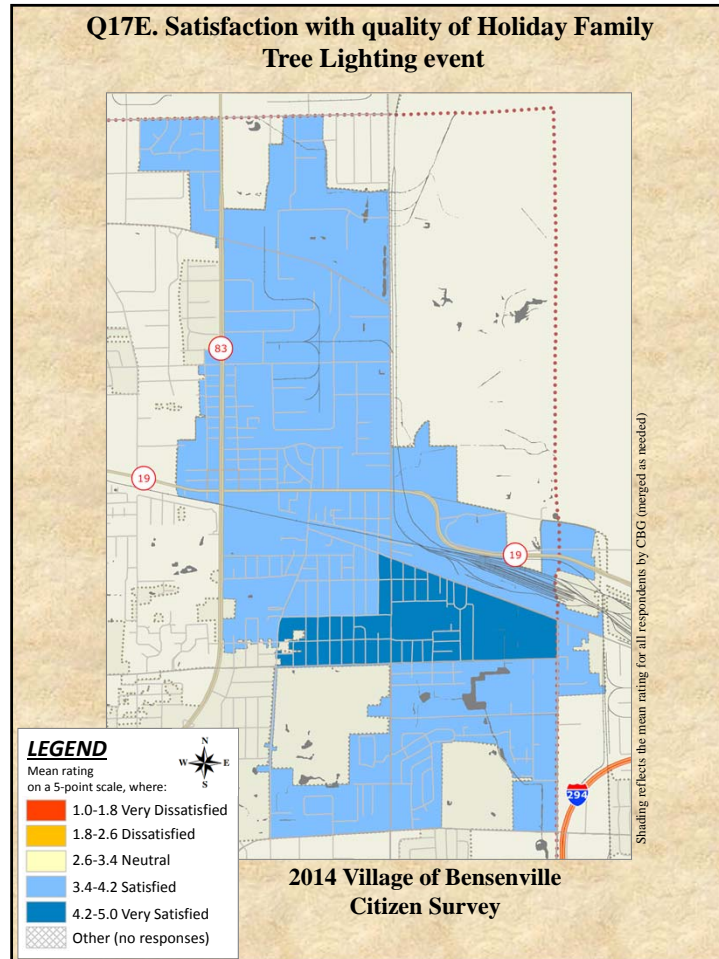 Q17E. Satisfaction with quality of Holiday Family
Tree Lighting event
83
19
19
294
Shading reflects the mean rating for all respondents by CBG (merged as needed)
LEGEND
Mean rating
on a 5-point scale, where:
N
W E
S
1.0-1.8 Very Dissatisfied
1.8-2.6 Dissatisfied
2.6-3.4 Neutral
3.4-4.2 Satisfied
4.2-5.0 Very Satisfied
Other (no responses)
2014 Village of Bensenville
Citizen Survey